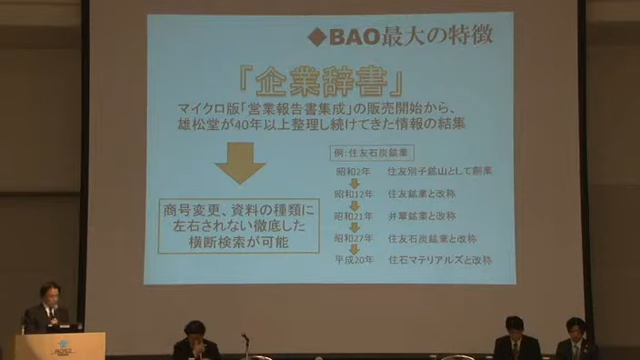 ◆BAO最大の特徴
「企業辞書」
マイクロ版「営業報告書集成」の販売開始から、
雄松堂が40年以上整理し続けてきた情報の結集
例：住友石炭鉱業
昭和2年 住友別子鉱山として創業
昭和12年 住友鉱業と改称
昭和21年 井華鉱業と改称
昭和27年 住友石炭鉱業と改称
平成20年 住石マテリアルズと改称
商号変更、資料の種類に
左右されない徹底した
横断検索が可能